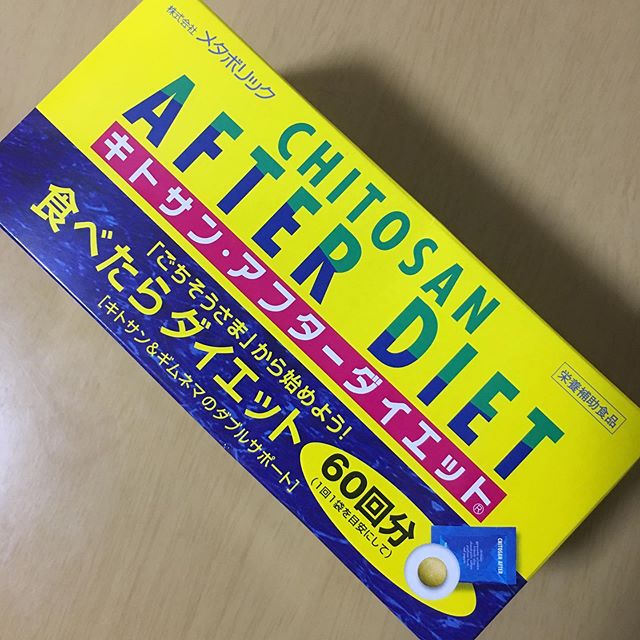 株式会社 メタボリック
CHITOSAN
AFTER DIET
キトサン・アフターダイエット®
「ごちそうさま」から始めよう!
食べたらダイエット
[キトサン&ギムネマのダブルサポート]
栄養補助食品
60回分
(1回1袋を目安にして)
CHITOSAN AFTER